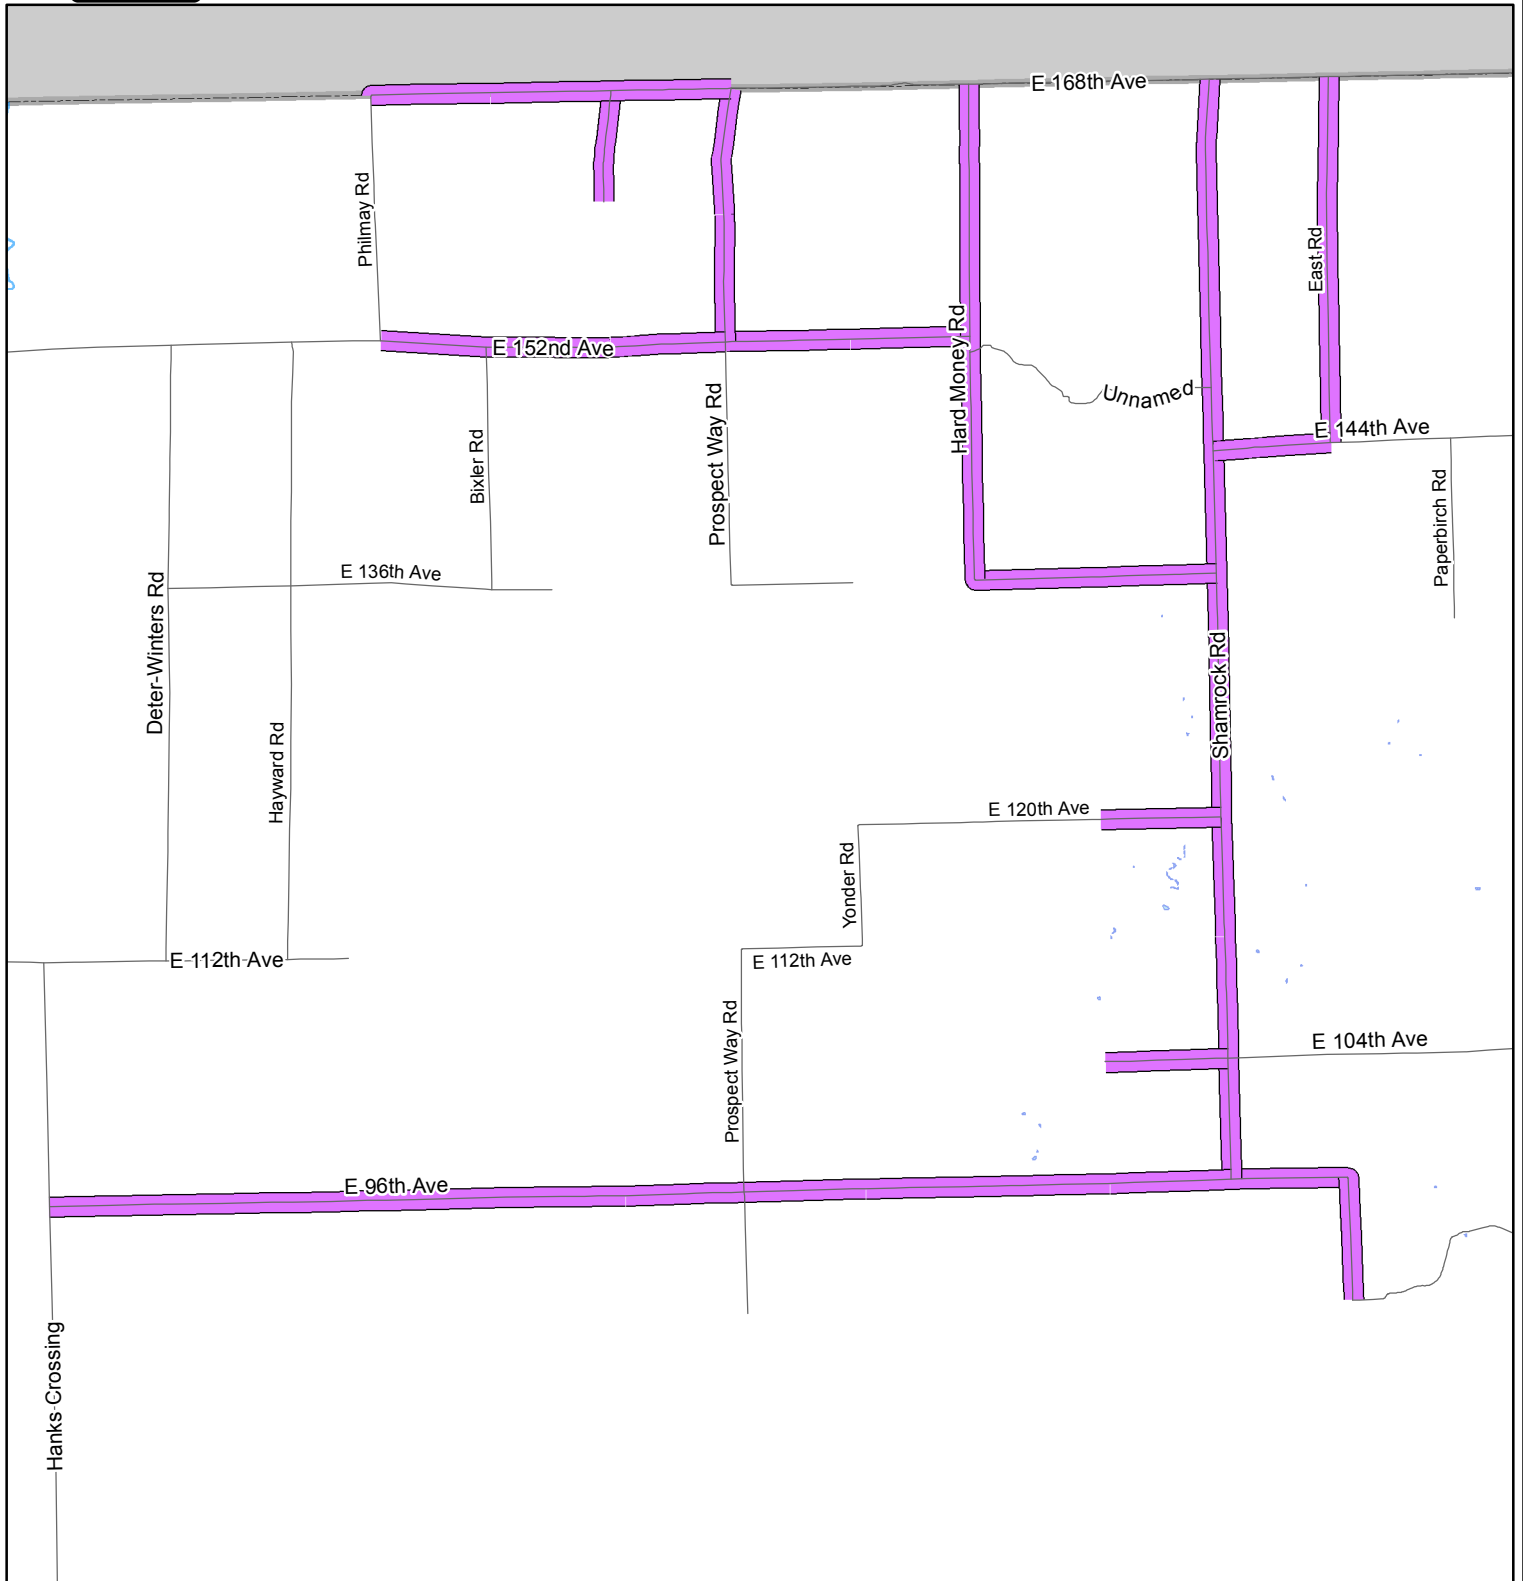 E 168th Ave
Philmay Rd
East Rd
E 152nd Ave
Hard Money Rd
Unnamed
E 144th Ave
Bixler Rd
Prospect Way Rd
Paperbirch Rd
E 136th Ave
Deter-Winters Rd
Shamrock Rd
Hayward Rd
E 120th Ave
Yonder Rd
E 112th Ave
E 112th Ave
Prospect Way Rd
E 104th Ave
E 96th Ave
Hanks Crossing